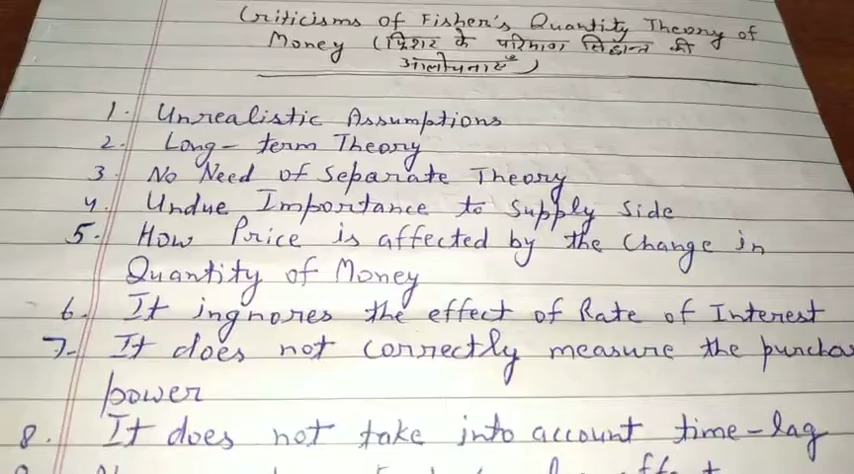 Criticisms of Fisher's Quantity Theory of
Money (फिशर के परिमाण सिद्धान्त की
आलोचनाएँ)
1. Unrealistic Assumptions
2. Long-term Theory
3. No Need of Separate Theory
4. Undue Importance to Supply Side
5. How Price is affected by the Change in
Quantity of Money
6. It ingnores the effect of Rate of Interest
7. It does not correctly measure the purcha
power
8. It does not take into account time-lag